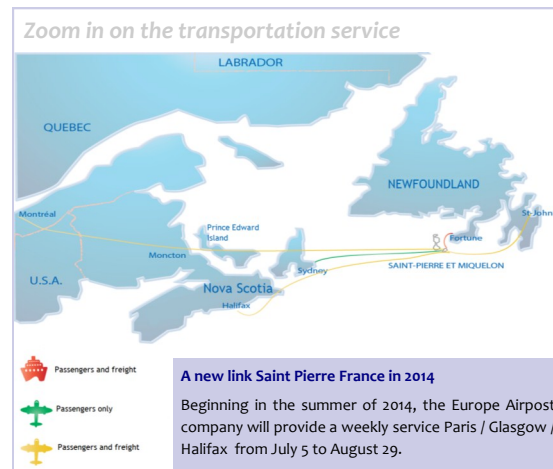 Zoom in on the transportation service
LABRADOR
QUEBEC
NEWFOUNDLAND
Montréal
St-John
Prince Edward
Island
Fortune
Moncton
SAINT-PIERRE ET MIQUELON
Sydney
U.S.A.
Nova Scotia
Halifax
Passengers and freight
Passengers only
Passengers and freight
A new link Saint Pierre France in 2014
Beginning in the summer of 2014, the Europe Airpost
company will provide a weekly service Paris / Glasgow /
Halifax from July 5 to August 29.